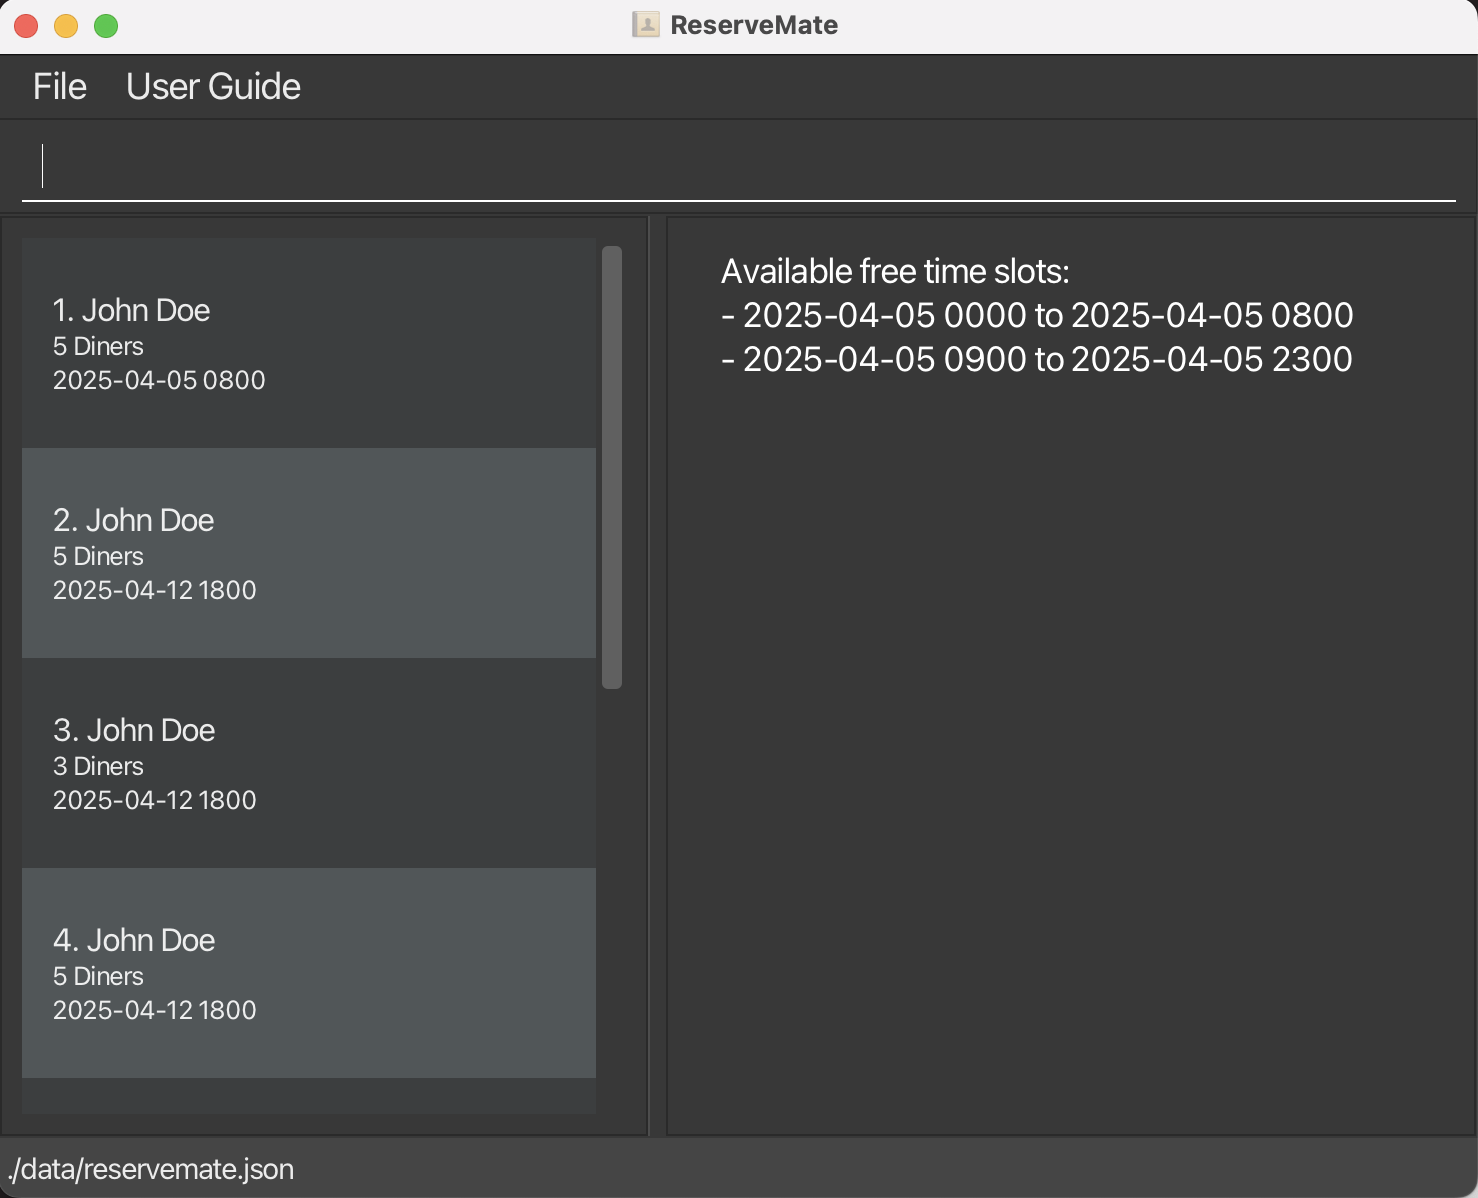 ReserveMate
File User Guide
1. John Doe
5 Diners
2025-04-05 0800
2. John Doe
5 Diners
2025-04-12 1800
3. John Doe
3 Diners
2025-04-12 1800
4. John Doe
5 Diners
2025-04-12 1800
Available free time slots:
- 2025-04-05 0000 to 2025-04-05 0800
- 2025-04-05 0900 to 2025-04-05 2300
./data/reservemate.json